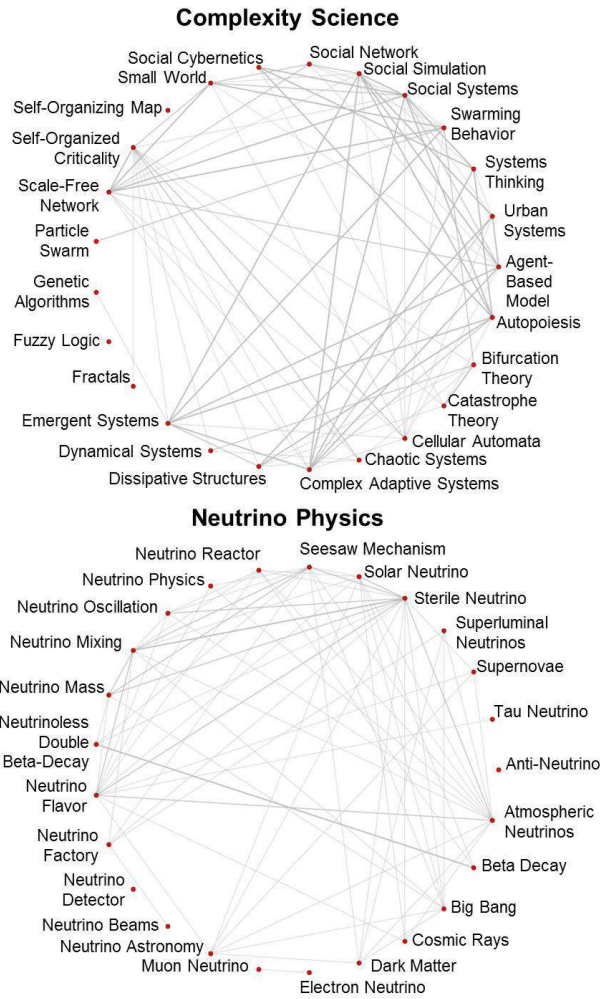 Complexity Science
Social Cybernetics
Small World
Self-Organizing Map
Self-Organized
Criticality
Scale-Free
Network
Particle
Swarm
Genetic
Algorithms
Fuzzy Logic
Fractals
Emergent Systems
Dynamical Systems
Dissipative Structures
Social Network
Social Simulation
Social Systems
Swarming
Behavior
Systems
Thinking
Urban
Systems
Agent-
Based
Model
Autopoiesis
Bifurcation
Theory
Catastrophe
Theory
Cellular Automata
Chaotic Systems
Complex Adaptive Systems
Neutrino Physics
Neutrino Reactor
Neutrino Physics
Neutrino Oscillation
Neutrino Mixing
Neutrino Mass
Neutrinoless
Double
Beta-Decay
Neutrino
Flavor
Neutrino
Factory
Neutrino
Detector
Neutrino Beams
Neutrino Astronomy
Muon Neutrino
Seesaw Mechanism
Solar Neutrino
Sterile Neutrino
Superluminal
Neutrinos
Supernovae
Tau Neutrino
Anti-Neutrino
Atmospheric
Neutrinos
Beta Decay
Big Bang
Cosmic Rays
Dark Matter
Electron Neutrino